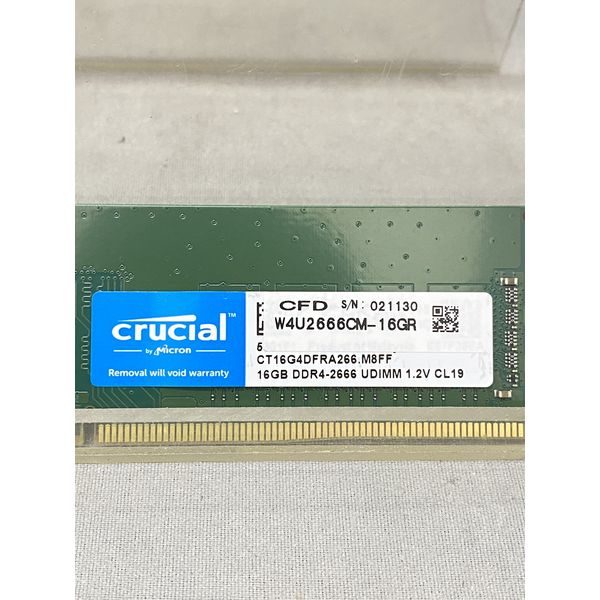 crucial
by Micron
Removal will void warranty
CFD S/N: 021130
W4U2666CM-16GR
5
CT16G4DFRA266.M8FF
16GB DDR4-2666 UDIMM 1.2V CL19